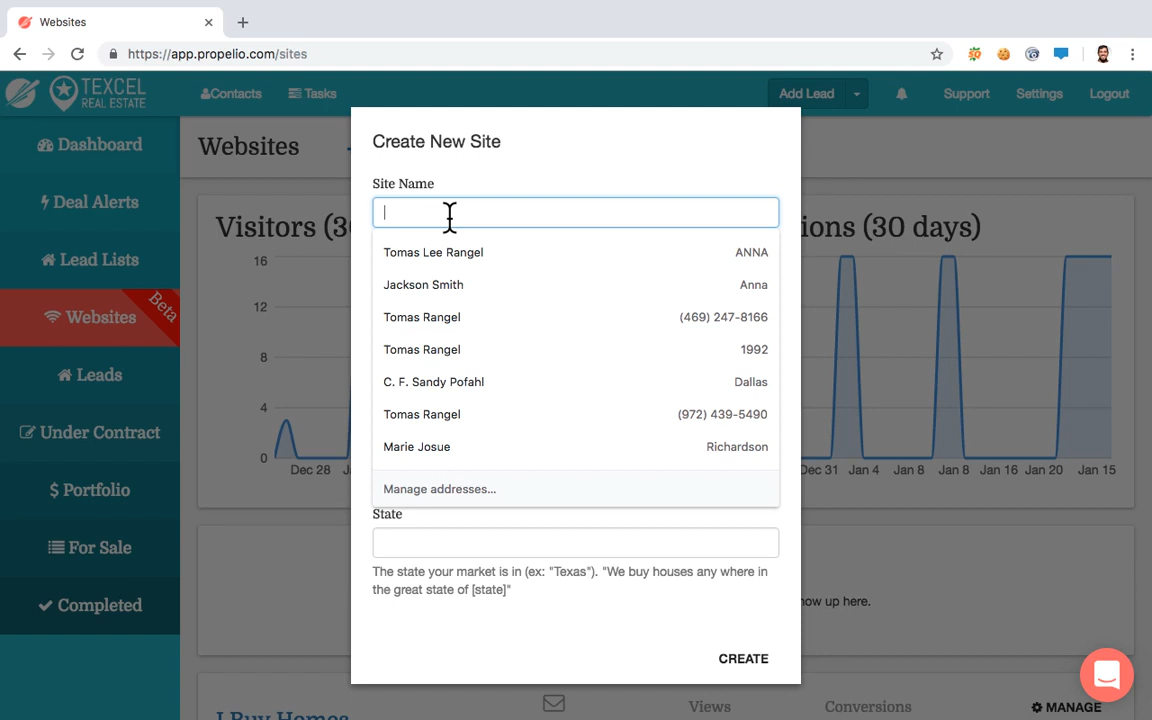 Websites
https://app.propelio.com/sites
TEXCEL
REAL ESTATE
Contacts
Tasks
Add Lead
Support
Settings
Logout
Dashboard
Deal Alerts
Lead Lists
Websites
Beta
Leads
Under Contract
$ Portfolio
For Sale
Completed
Websites
Visitors (3
ions (30 days)
16
12
8
4
0
Dec 28
Dec 31
Jan 4
Jan 8
Jan 8
Jan 16
Jan 20
Jan 15
Create New Site
Site Name
Tomas Lee Rangel ANNA
Jackson Smith Anna
Tomas Rangel (469) 247-8166
Tomas Rangel 1992
C. F. Sandy Pofahl Dallas
Tomas Rangel (972) 439-5490
Marie Josue Richardson
Manage addresses...
State
The state your market is in (ex: "Texas"). "We buy houses any where in
the great state of [state]"
CREATE
now up here.
I Buy Homes
Views
Conversions
MANAGE